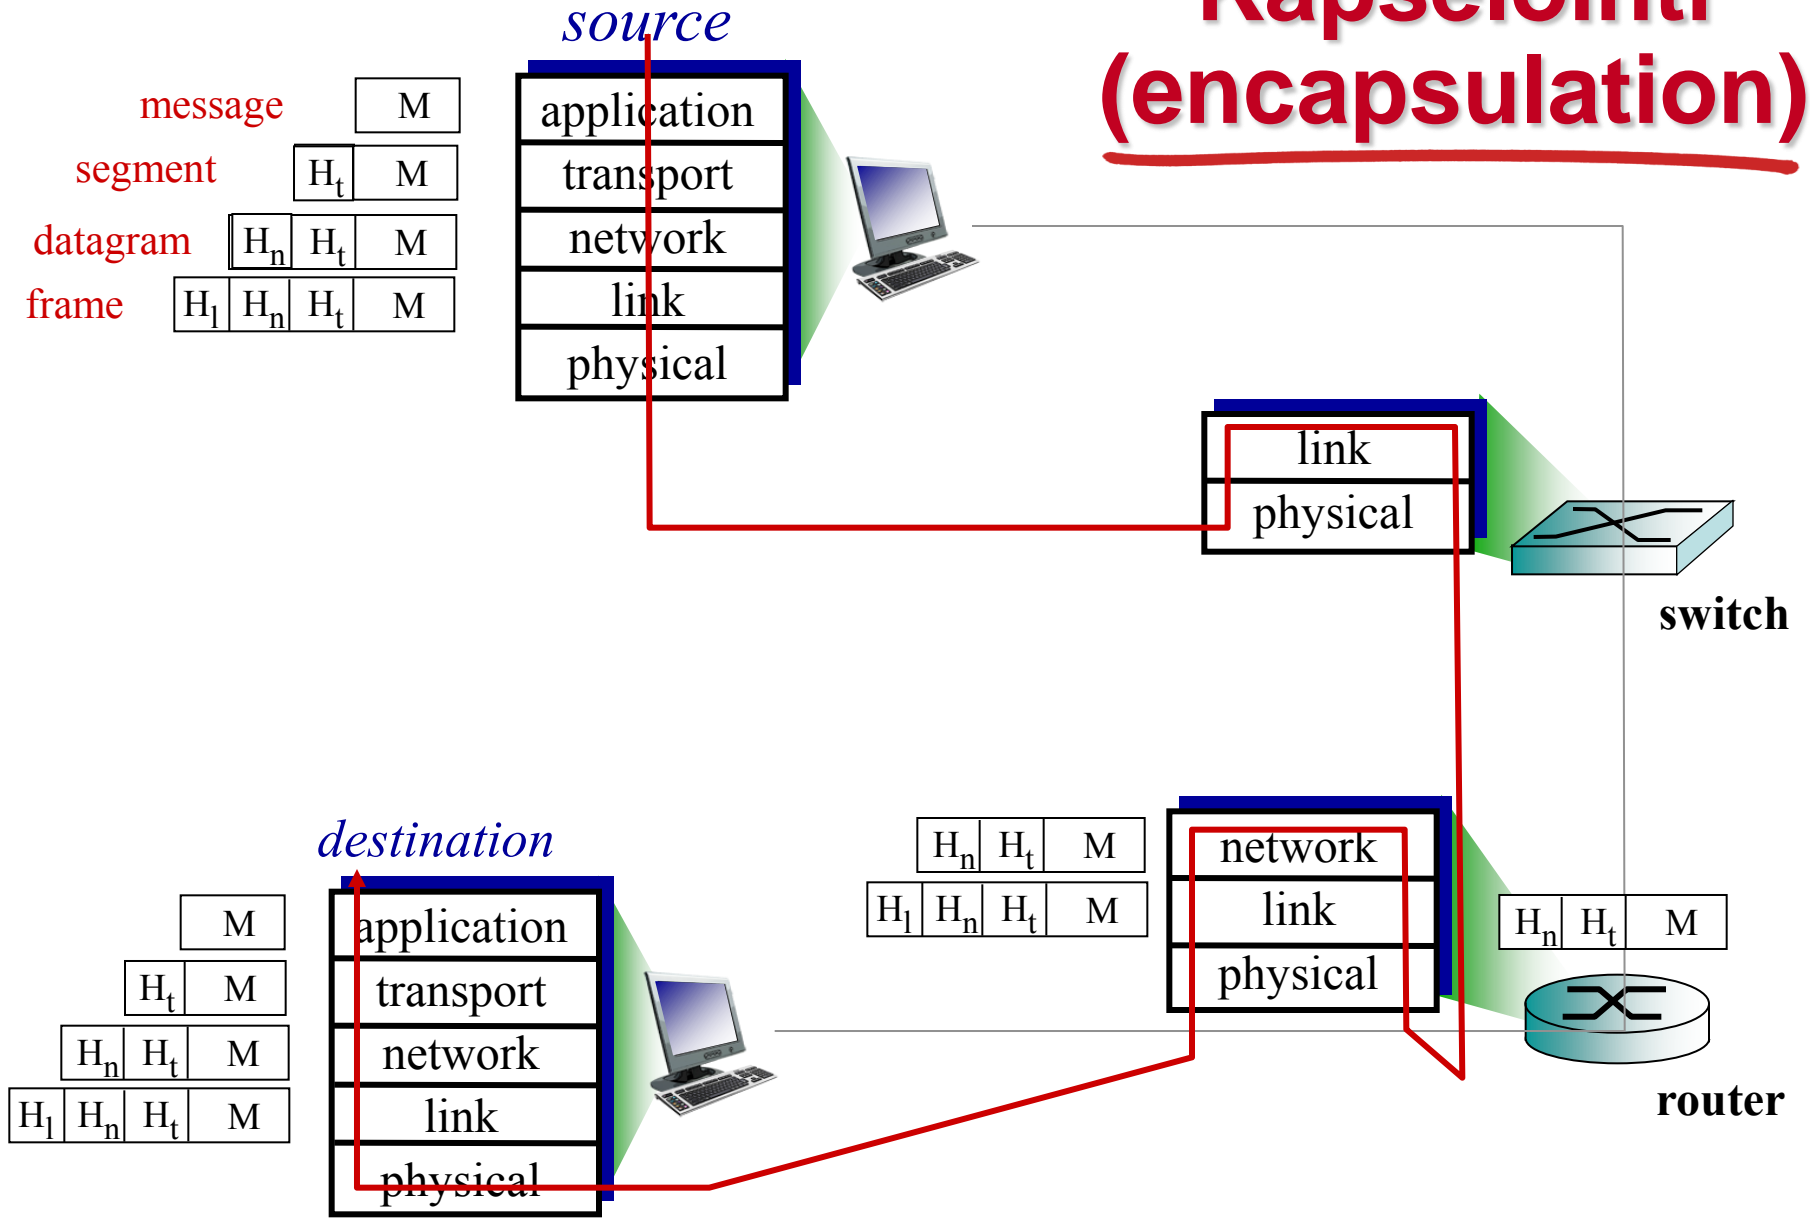 Kapselointi
(encapsulation)
source
message M
segment Ht M
datagram Hn Ht M
frame Hl Hn Ht M
application
transport
network
link
physical
link
physical
switch
destination
M
Ht M
Hn Ht M
Hl Hn Ht M
application
transport
network
link
physical
Hn Ht M
Hl Hn Ht M
network
link
physical
Hn Ht M
router